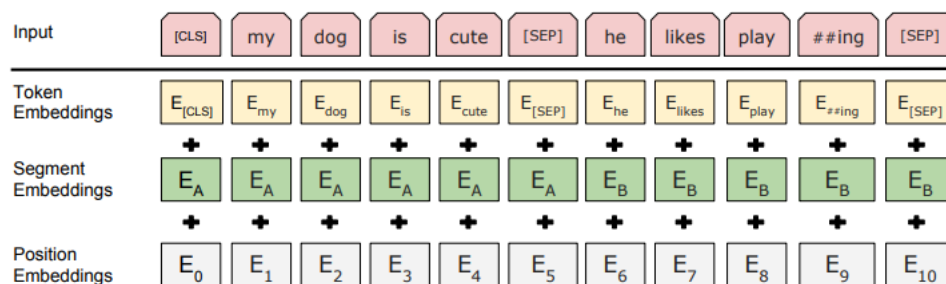 Input [CLS] my dog is cute [SEP] he likes play ##ing [SEP]
Token
Embeddings
E[CLS] Emy Edog Eis Ecute E[SEP] Ehe Elikes Eplay E##ing E[SEP]
+ + + + + + + + + + +
Segment
Embeddings
EA EA EA EA EA EA EB EB EB EB EB
+ + + + + + + + + + +
Position
Embeddings
E0 E1 E2 E3 E4 E5 E6 E7 E8 E9 E10